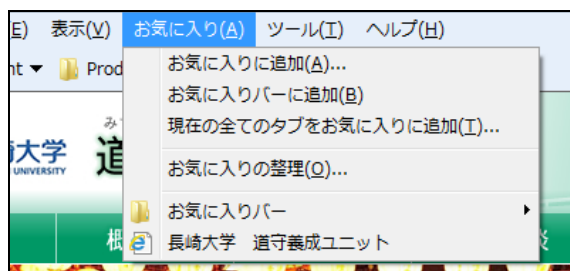 (E) 表示(V) お気に入り(A) ツール(T) ヘルプ(H)
nt Prod
お気に入りに追加(A)...
お気に入りバーに追加(B)
現在の全てのタブをお気に入りに追加(T)...
お気に入りの整理(O)...
お気に入りバー
長崎大学 道守養成ユニット
み
崎大学 道
UNIVERSITY
概